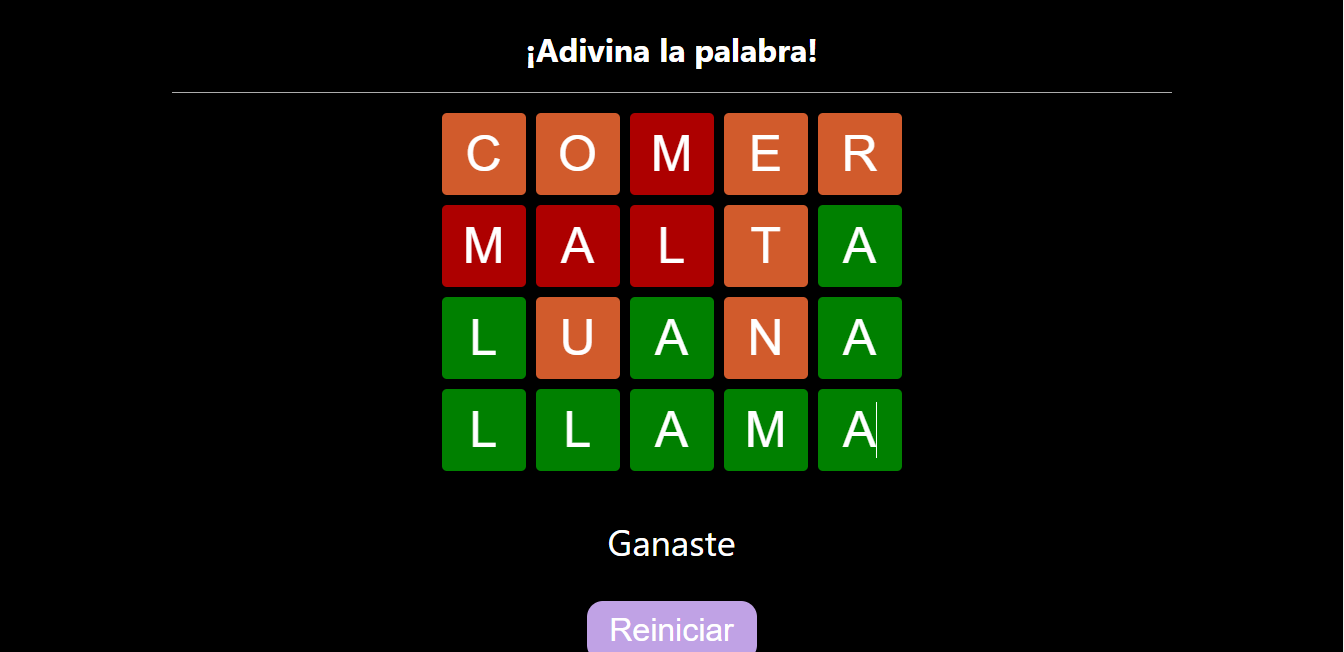 ¡Adivina la palabra!
C O M E R
M A L T A
L U A N A
L L A M A
Ganaste
Reiniciar